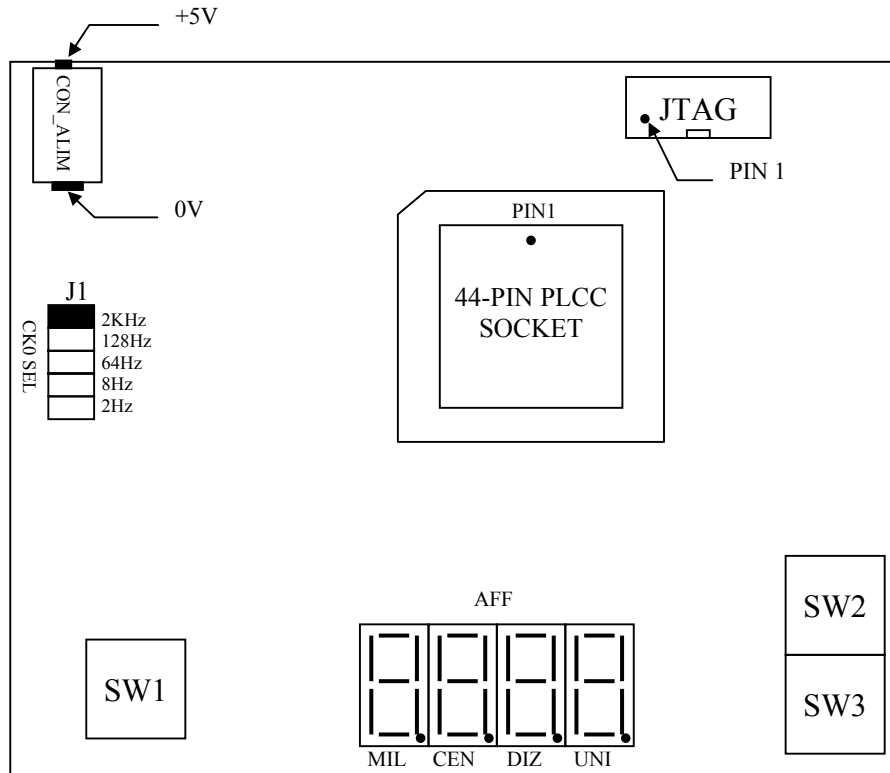 +5V
CON_ALIM
JTAG
PIN 1
0V
PIN1
44-PIN PLCC
SOCKET
J1
CK0 SEL
2KHz
128Hz
64Hz
8Hz
2Hz
AFF
SW2
SW1
SW3
MIL
CEN
DIZ
UNI